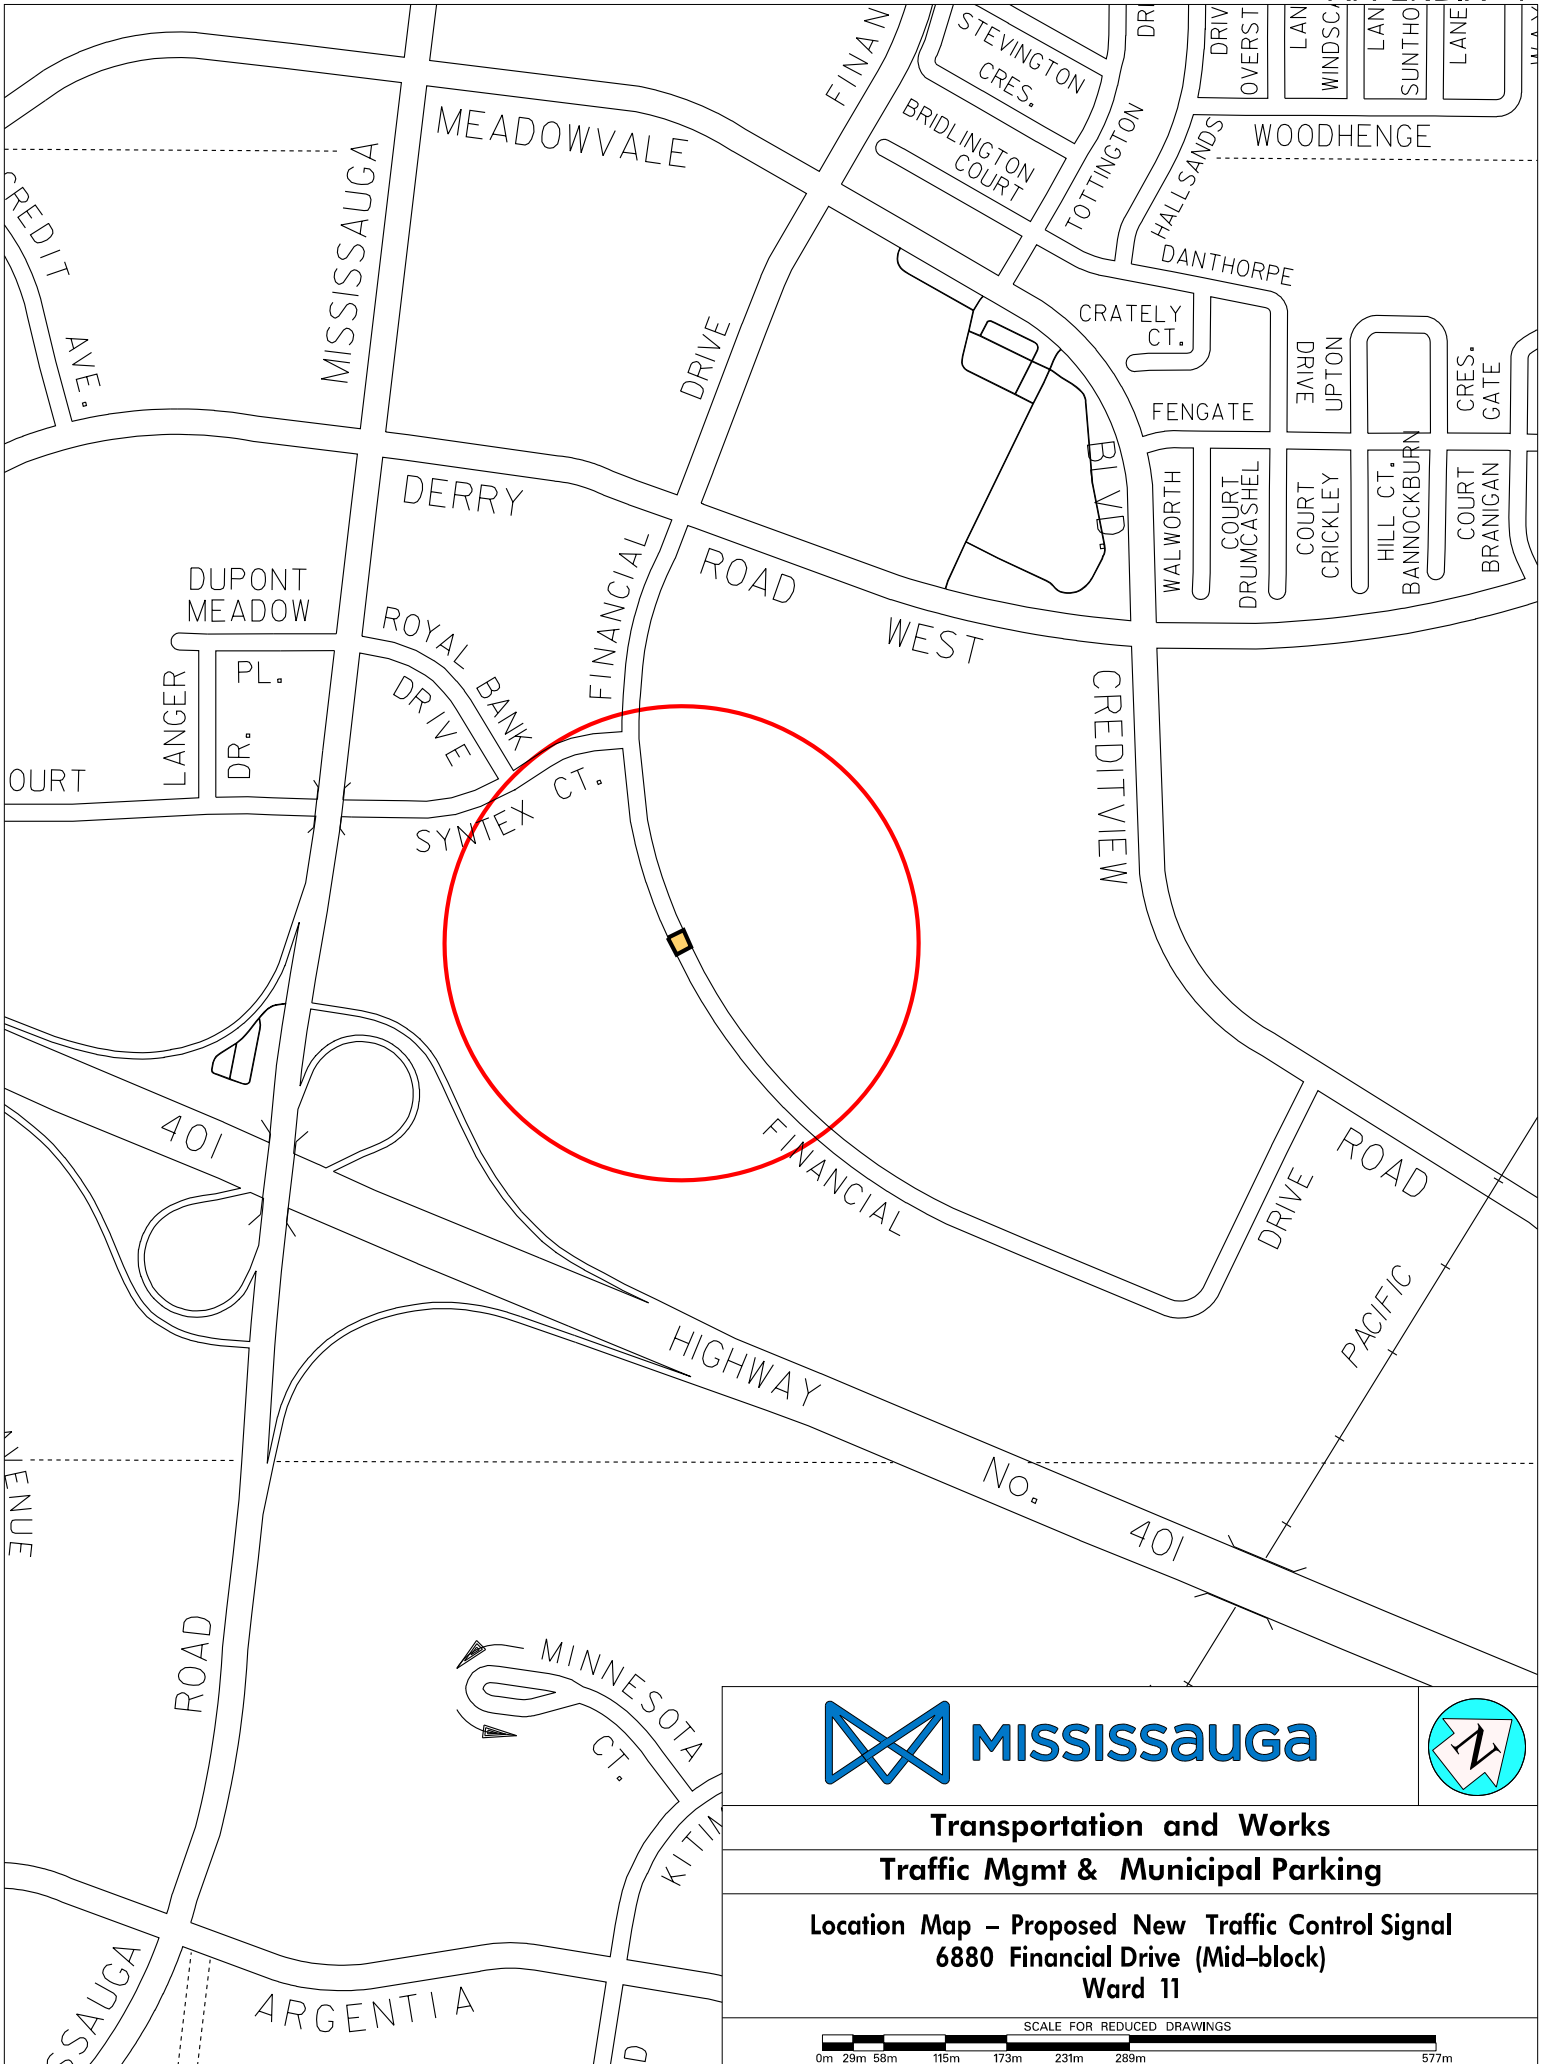 STEVINGTON
CRES.
BRIDLINGTON
COURT
TOTTINGTON
HALLSANDS
WOODHENGE
DANTHORPE
MEADOWVALE
MISSISSAUGA
AVE.
DRIVE
CRATELY
CT.
DRIVE
UPTON
CRES.
GATE
FENGATE
BLVD.
WALWORTH
COURT
DRUMCASHEL
COURT
CRICKLEY
HILL CT.
BANNOCKBURN
COURT
BRANIGAN
DERRY
ROAD
WEST
DUPONT
MEADOW
PL.
LANGER
DR.
ROYAL BANK
DRIVE
FINANCIAL
SYNTEX CT.
CREDITVIEW
401
FINANCIAL
DRIVE
ROAD
PACIFIC
HIGHWAY
No.
401
ROAD
MINNESOTA
CT.
ARGENTIA
MISSISSAUGA
N
Transportation and Works
Traffic Mgmt & Municipal Parking
Location Map – Proposed New Traffic Control Signal
6880 Financial Drive (Mid–block)
Ward 11
SCALE FOR REDUCED DRAWINGS
0m 29m 58m 115m 173m 231m 289m 577m